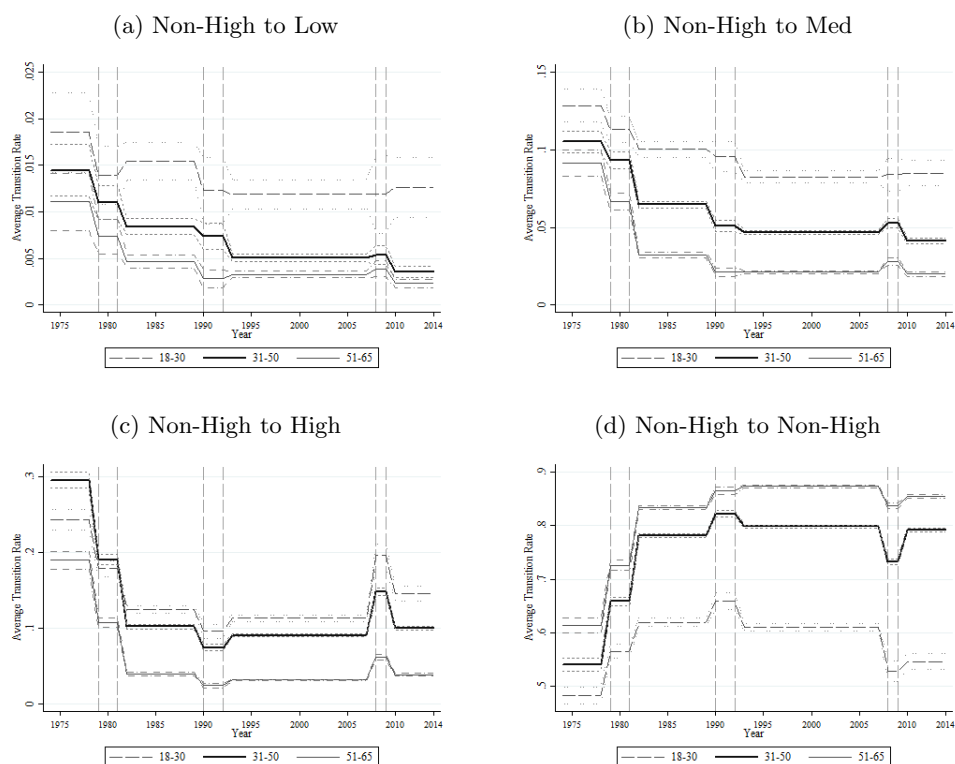 (a) Non-High to Low
Average Transition Rate
.025
.02
.015
.01
.005
0
1975 1980 1985 1990 1995 2000 2005 2010 2014
Year
18-30 31-50 51-65
(b) Non-High to Med
Average Transition Rate
.15
.1
.05
0
1975 1980 1985 1990 1995 2000 2005 2010 2014
Year
18-30 31-50 51-65
(c) Non-High to High
Average Transition Rate
.3
.2
.1
0
1975 1980 1985 1990 1995 2000 2005 2010 2014
Year
18-30 31-50 51-65
(d) Non-High to Non-High
Average Transition Rate
.9
.8
.7
.6
.5
1975 1980 1985 1990 1995 2000 2005 2010 2014
Year
18-30 31-50 51-65